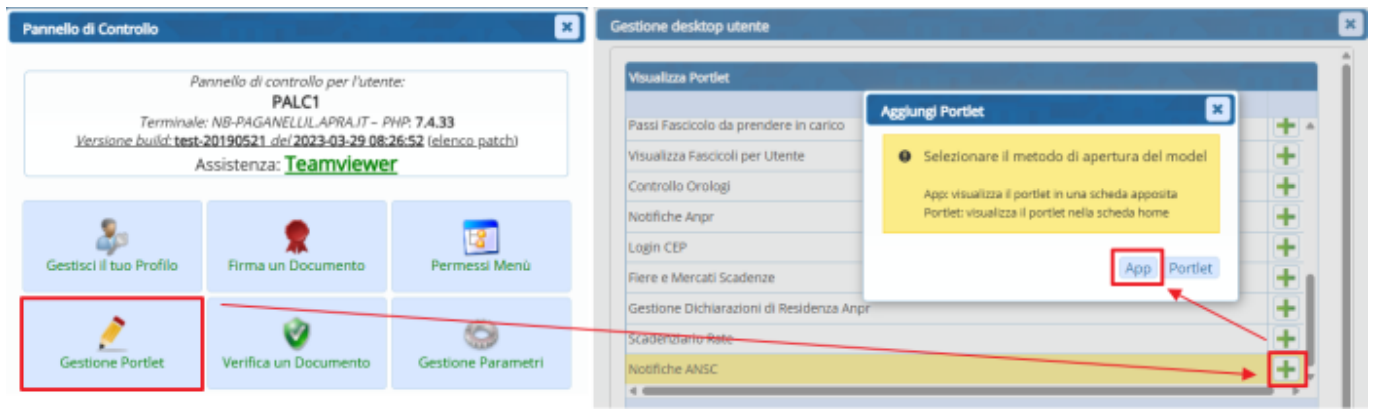 Pannello di Controllo
Pannello di controllo per l'utente:
PALC1
Terminale: NB-PAGANELLIL.APRA.IT – PHP: 7.4.33
Versione build: test-20190521 del 2023-03-29 08:26:52 (elenco patch)
Assistenza: Teamviewer
Gestisci il tuo Profilo
Firma un Documento
Permessi Menù
Gestione Portlet
Verifica un Documento
Gestione Parametri
Gestione desktop utente
Visualizza Portlet
Passi Fascicolo da prendere in carico
Visualizza Fascicoli per Utente
Controllo Orologi
Notifiche Anpr
Login CEP
Fiere e Mercati Scadenze
Gestione Dichiarazioni di Residenza Anpr
Scadenziario Rate
Notifiche ANSC
Aggiungi Portlet
Selezionare il metodo di apertura del model
App: visualizza il portlet in una scheda apposita
Portlet: visualizza il portlet nella scheda home
App Portlet